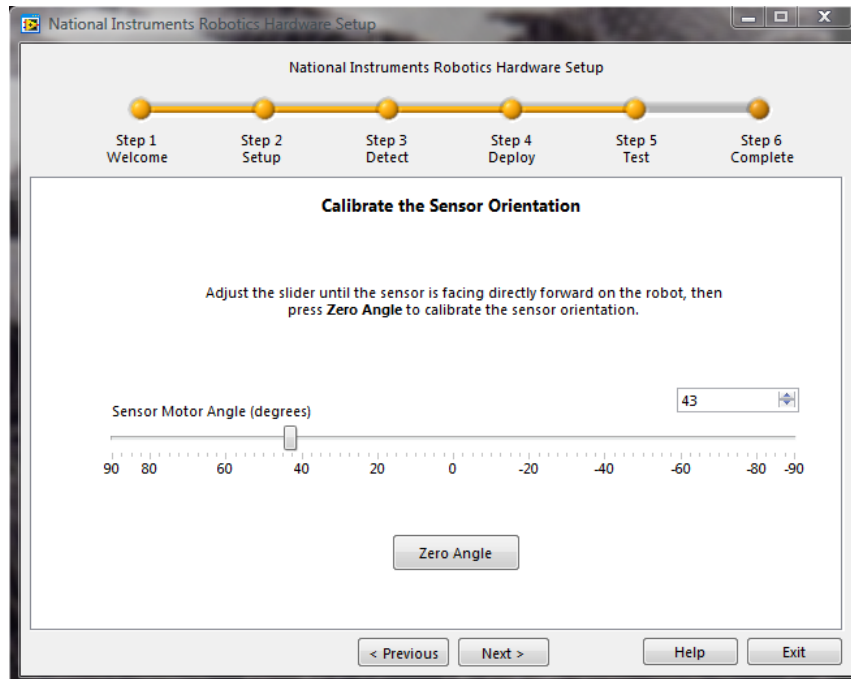 National Instruments Robotics Hardware Setup
National Instruments Robotics Hardware Setup
Step 1 Step 2 Step 3 Step 4 Step 5 Step 6
Welcome Setup Detect Deploy Test Complete
Calibrate the Sensor Orientation
Adjust the slider until the sensor is facing directly forward on the robot, then
press Zero Angle to calibrate the sensor orientation.
43
Sensor Motor Angle (degrees)
90 80 60 40 20 0 -20 -40 -60 -80 -90
Zero Angle
< Previous Next > Help Exit